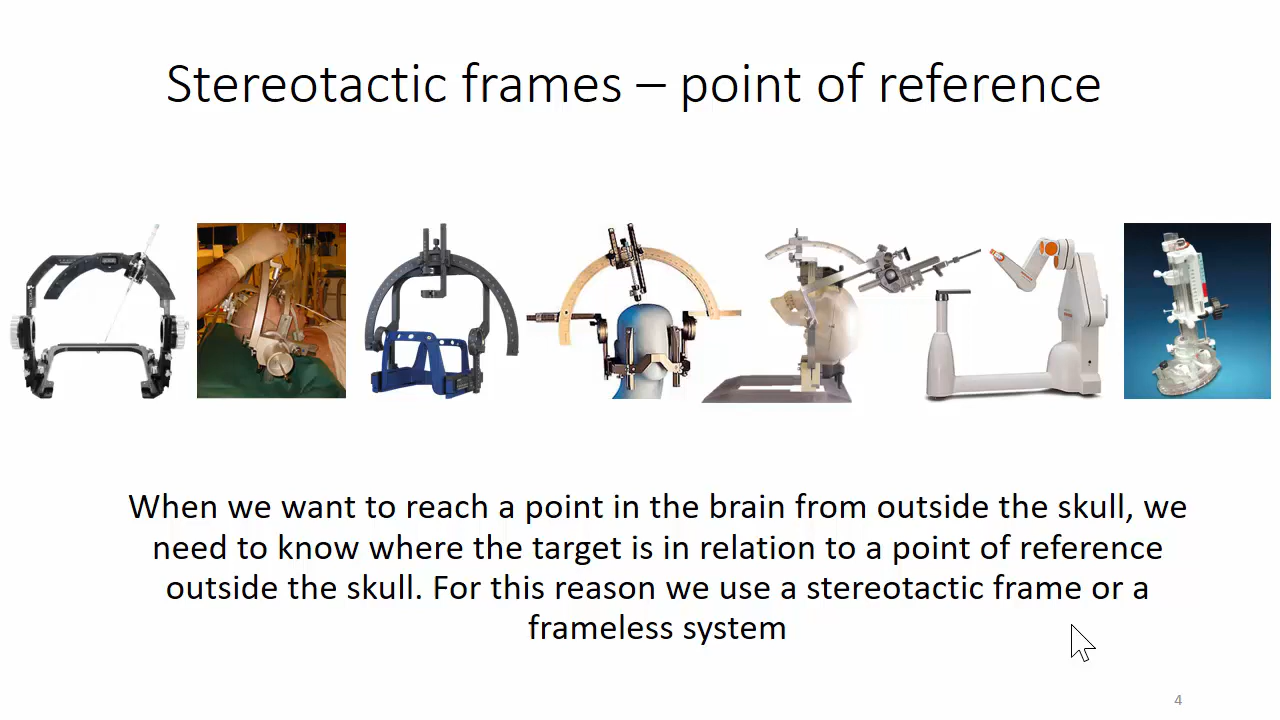 Stereotactic frames – point of reference
When we want to reach a point in the brain from outside the skull, we
need to know where the target is in relation to a point of reference
outside the skull. For this reason we use a stereotactic frame or a
frameless system
4